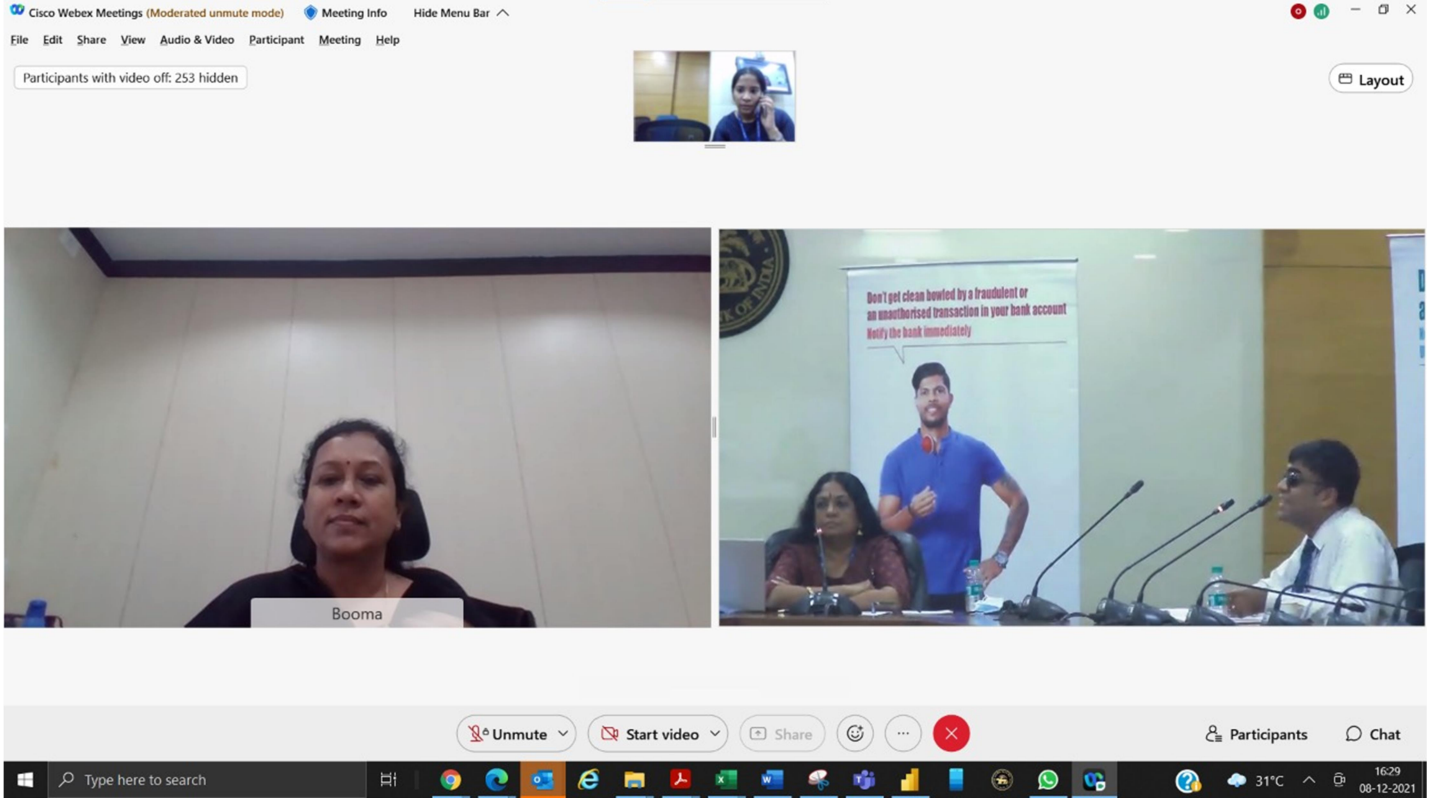 Cisco Webex Meetings (Moderated unmute mode) Meeting Info Hide Menu Bar
File Edit Share View Audio & Video Participant Meeting Help
Participants with video off: 253 hidden
Layout
K OF INDIA
Don't get clean bowled by a fraudulent or
an unauthorised transaction in your bank account
Notify the bank immediately
Booma
Unmute Start video Share Participants Chat
Type here to search
31°C
16:29
08-12-2021